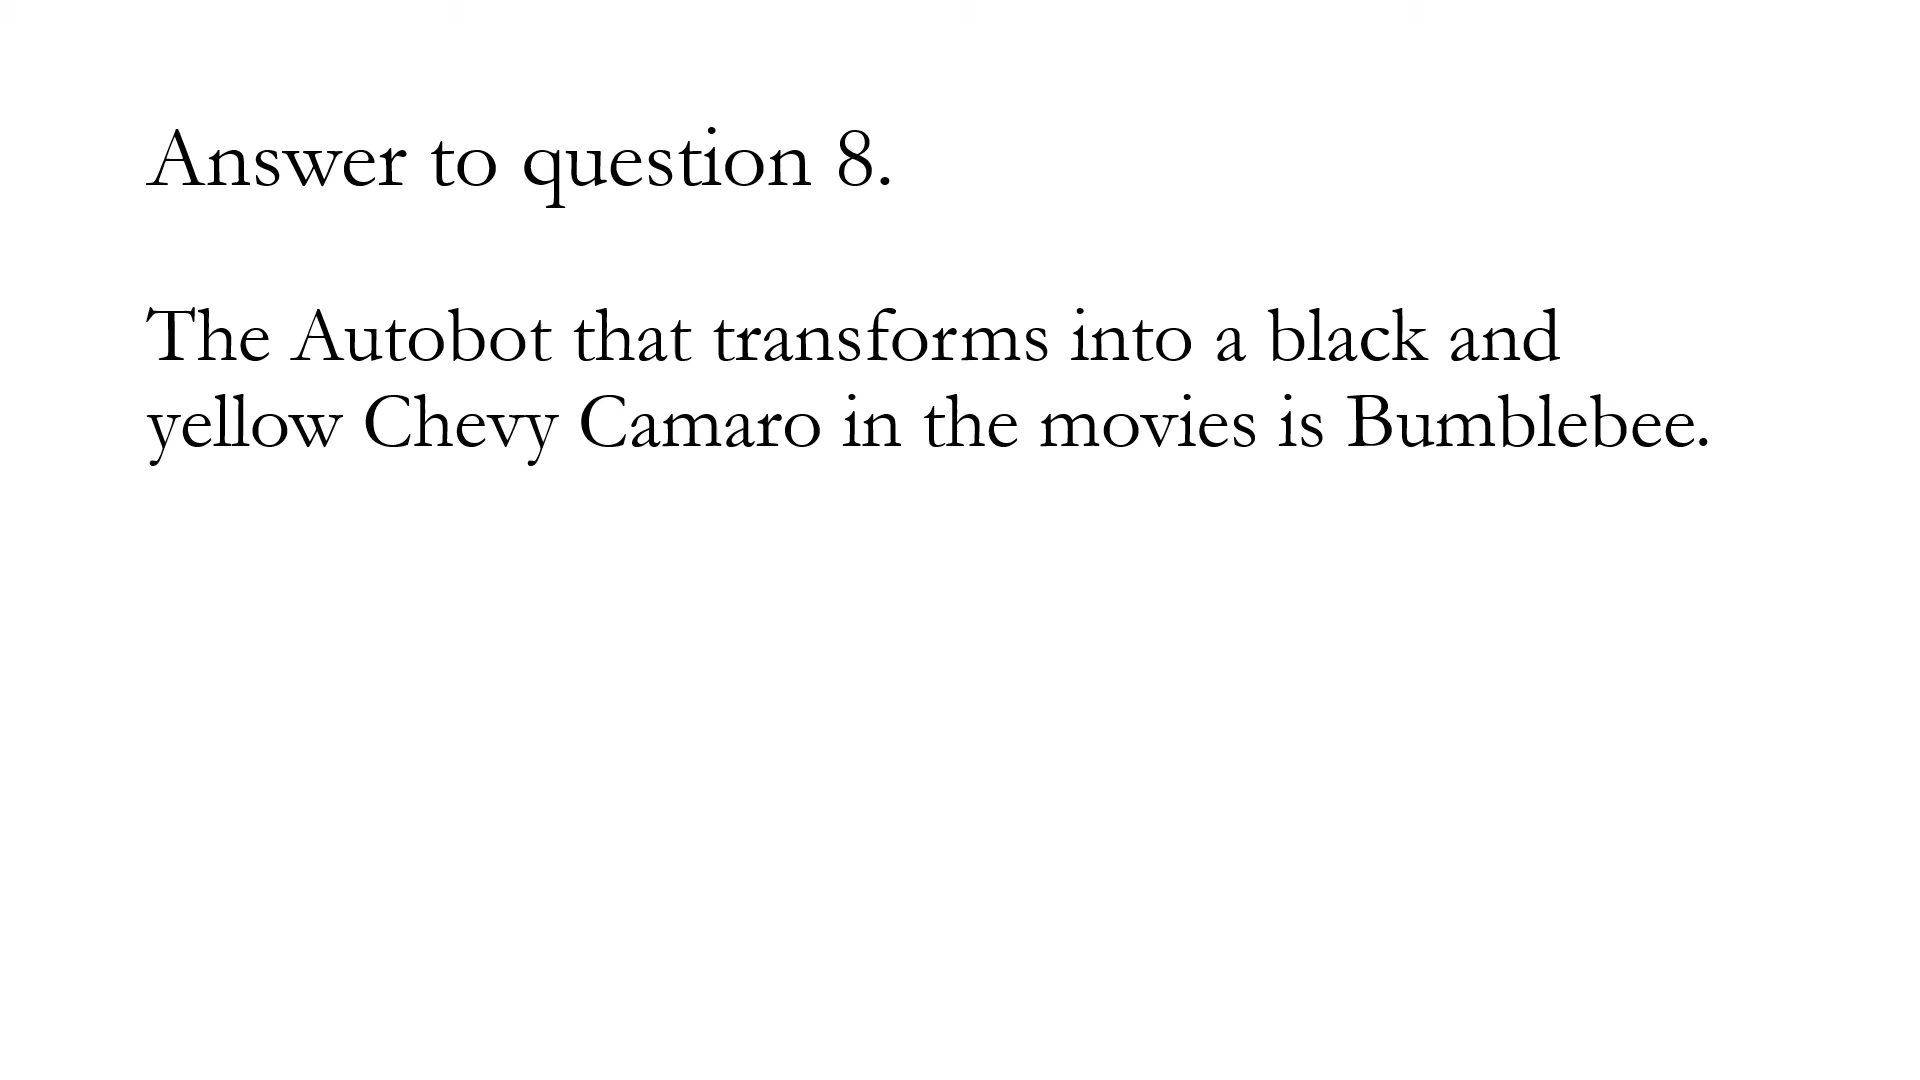 Answer to question 8.
The Autobot that transforms into a black and
yellow Chevy Camaro in the movies is Bumblebee.